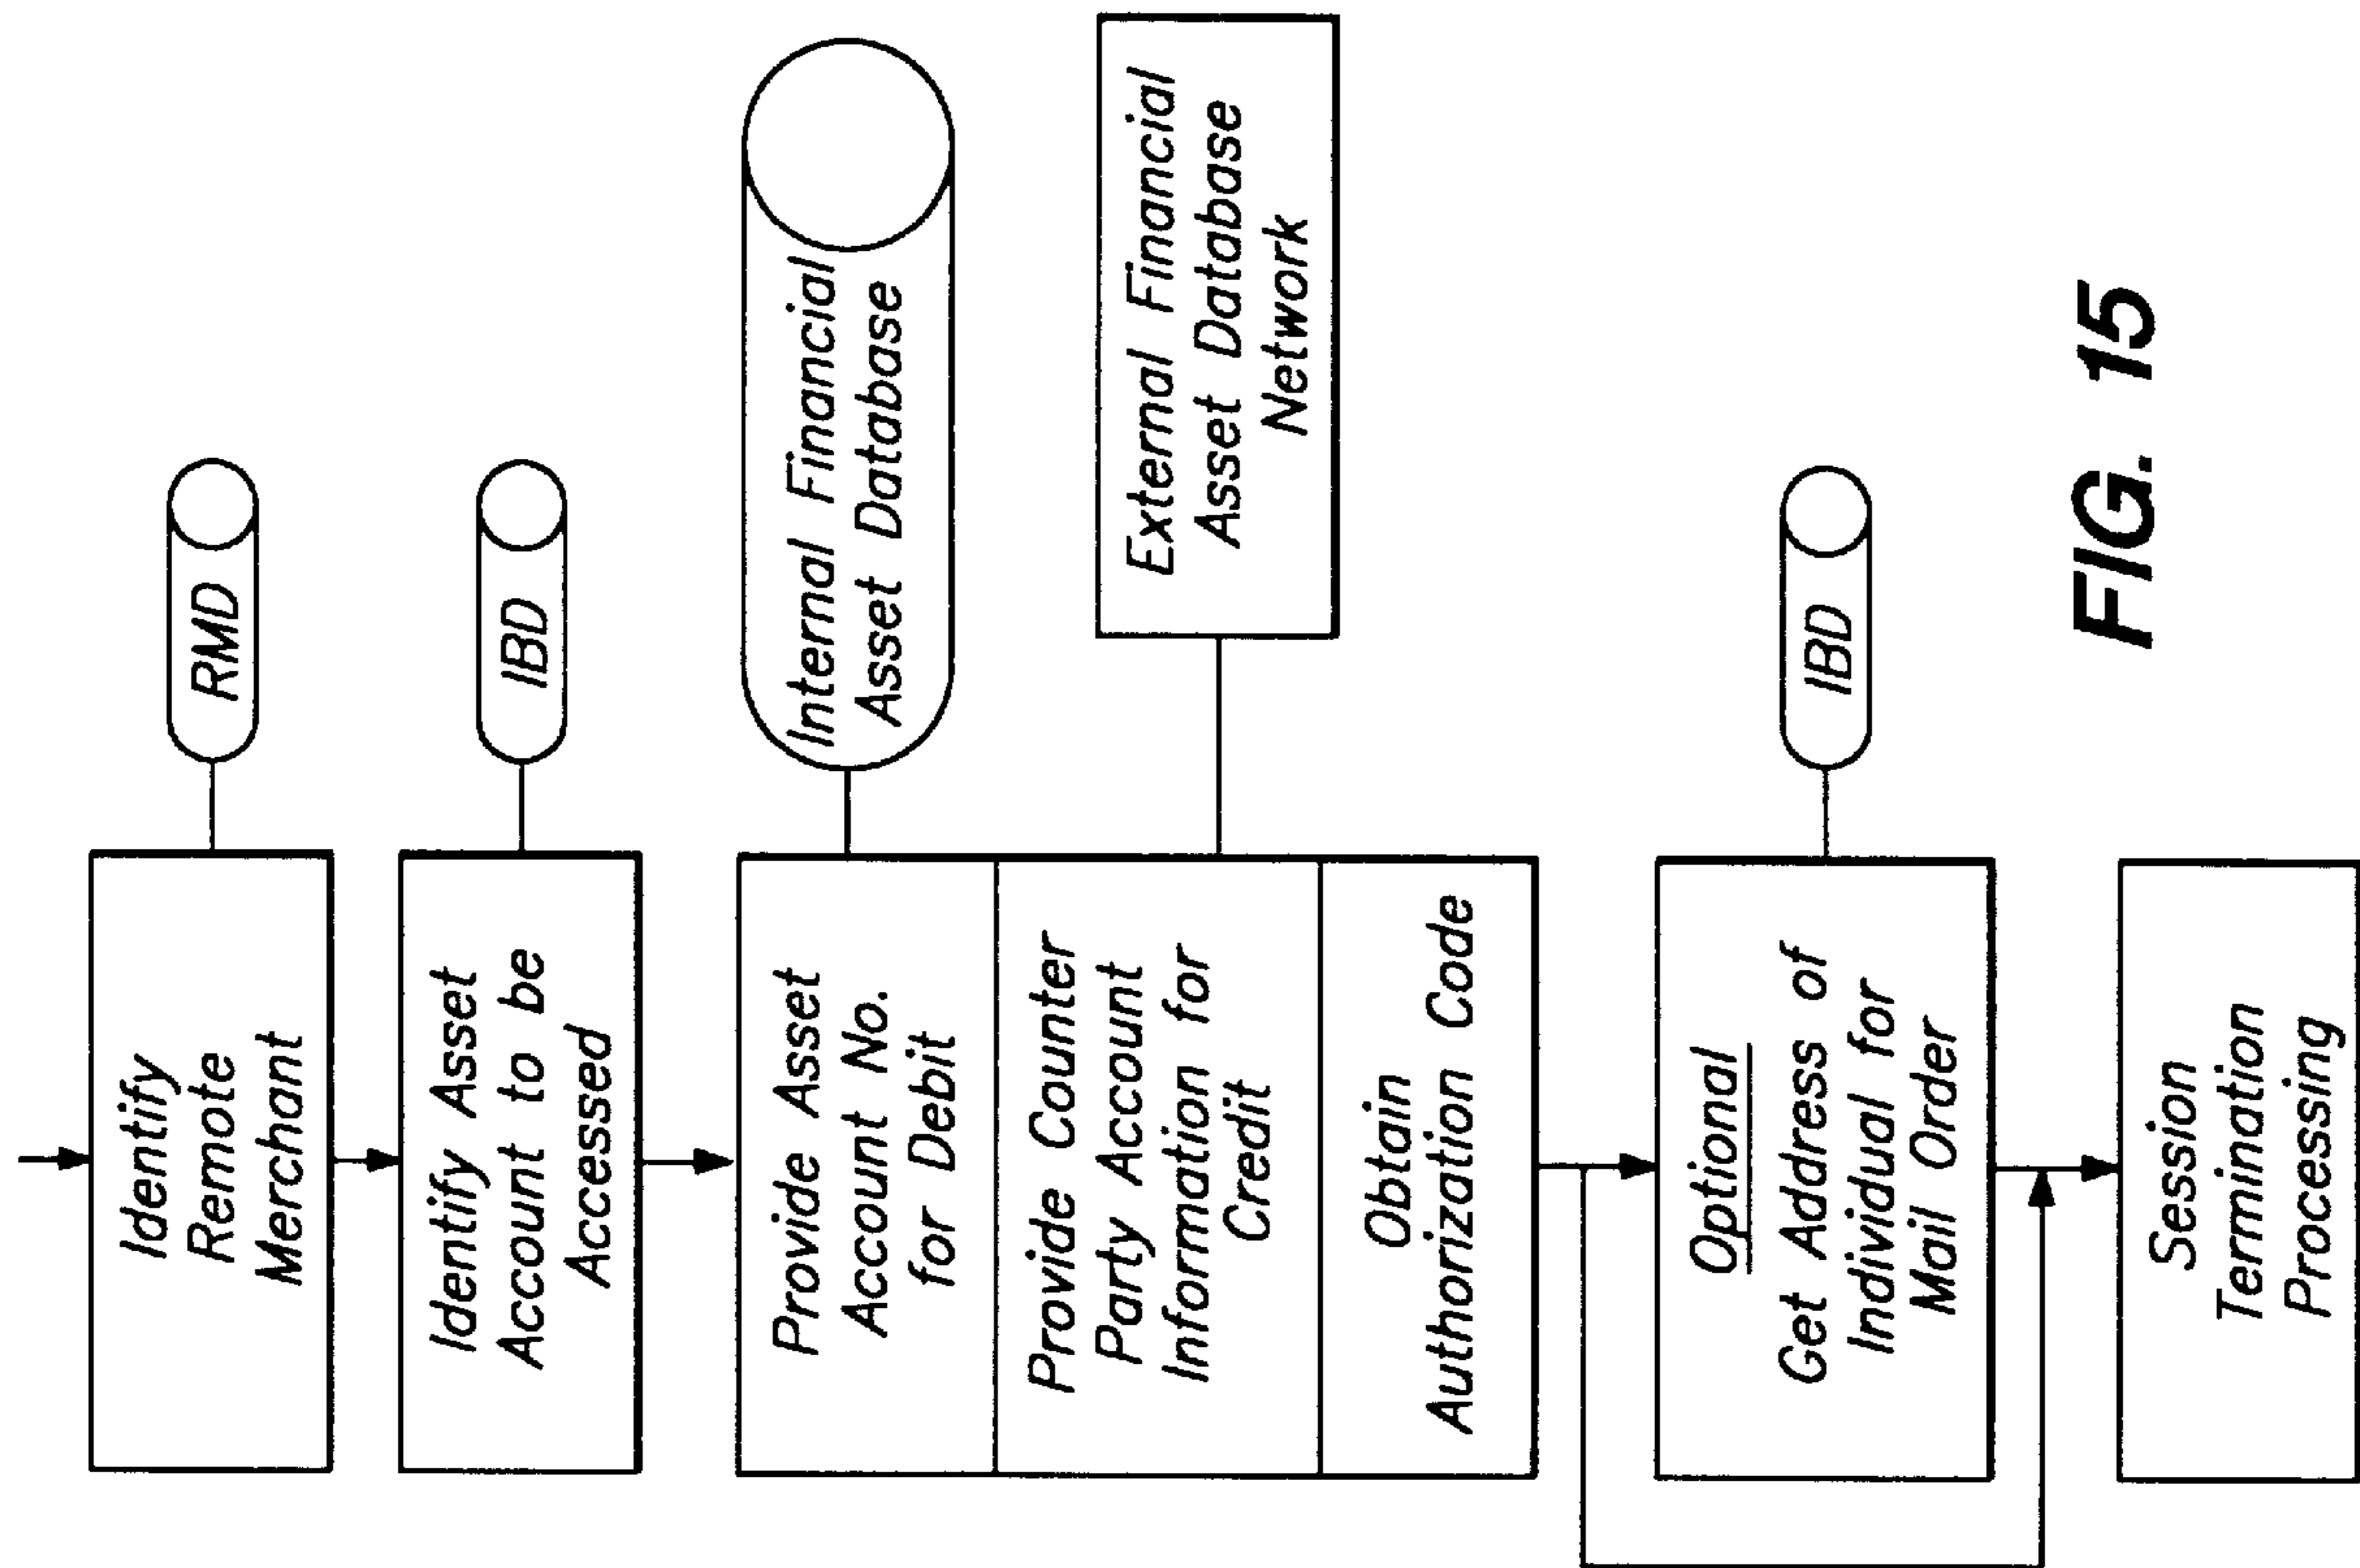 Identify
Remote
Merchant
RMD
Identify Asset
Account to be
Accessed
IBD
Provide Asset
Account No.
for Debit
Internal Financial
Asset Database
Provide Counter
Party Account
Information for
Credit
External Financial
Asset Database
Network
Obtain
Authorization Code
Optional
Get Address of
Individual for
Mail Order
IBD
Session
Termination
Processing
FIG. 15